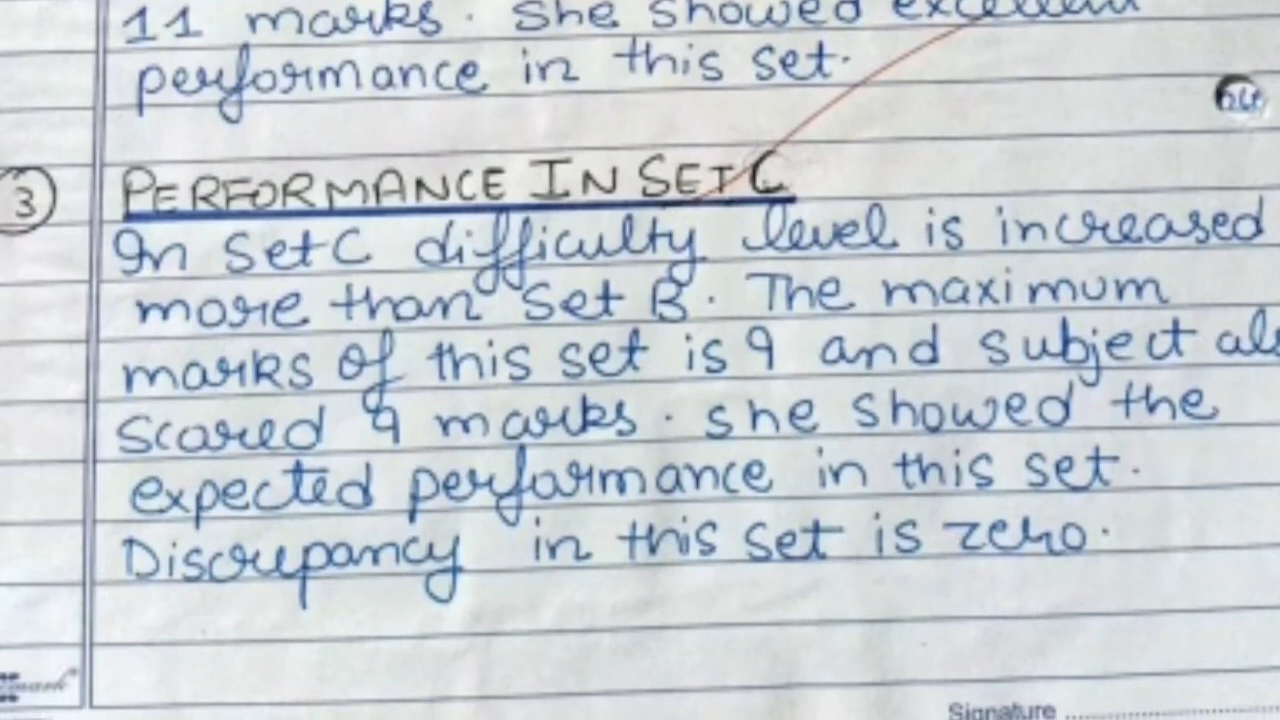 11 marks. She showed excellent
performance in this set.
3
PERFORMANCE IN SET C
In Set C difficulty level is increased
more than Set B. The maximum
marks of this set is 9 and subject als
Scored 9 marks. She showed the
expected performance in this set.
Discrepancy in this set is zero.
Signature